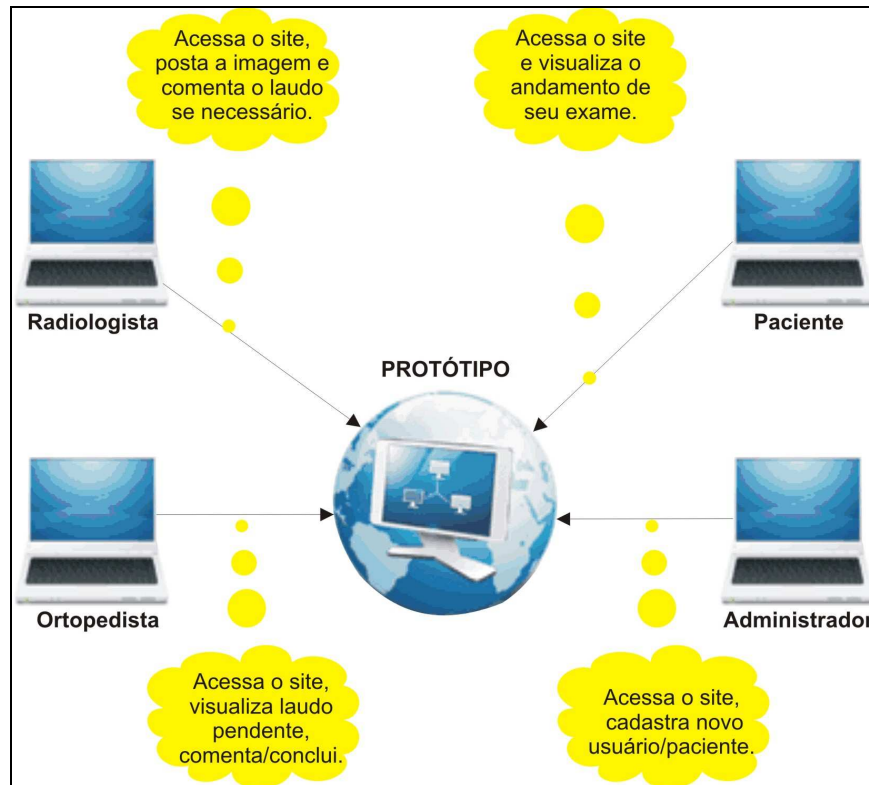 Acessa o site,
posta a imagem e
comenta o laudo
se necessário.
Acessa o site
e visualiza o
andamento de
seu exame.
Radiologista
Paciente
PROTÓTIPO
Ortopedista
Administrador
Acessa o site,
visualiza laudo
pendente,
comenta/conclui.
Acessa o site,
cadastra novo
usuário/paciente.